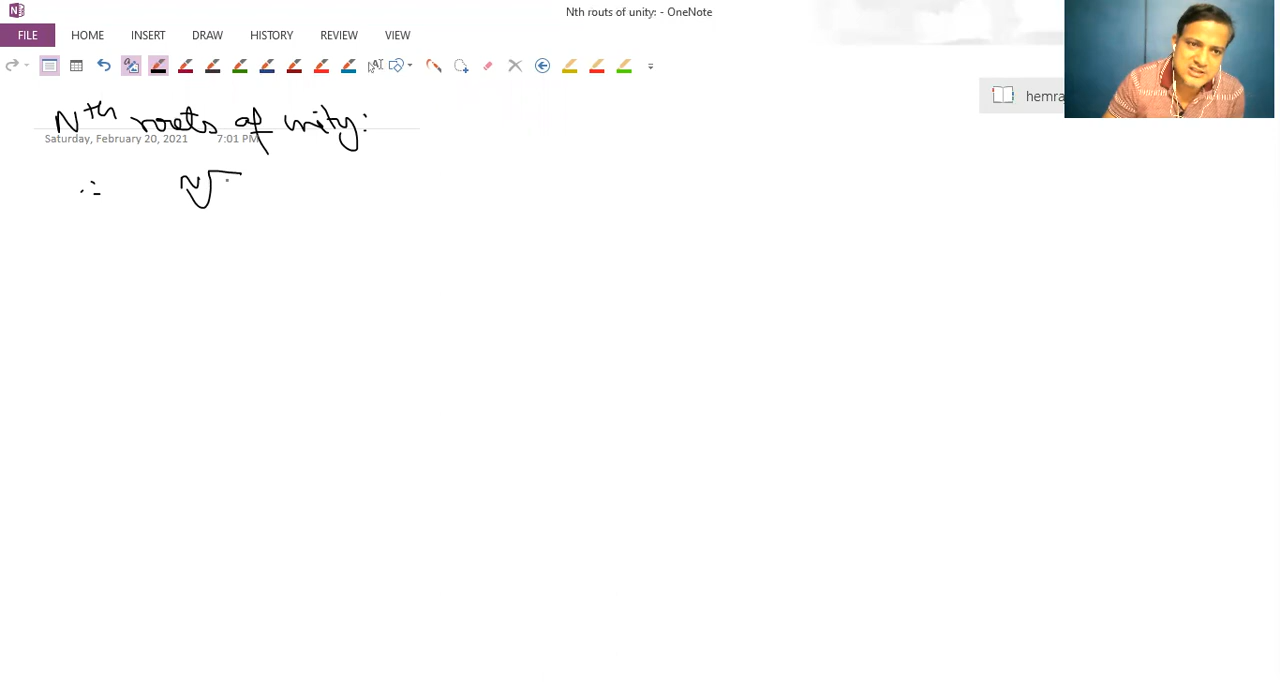 Nth routs of unity: - OneNote
FILE HOME INSERT DRAW HISTORY REVIEW VIEW
hemra
Nth roots of unity:
Saturday, February 20, 2021 7:01 PM
∴ N√